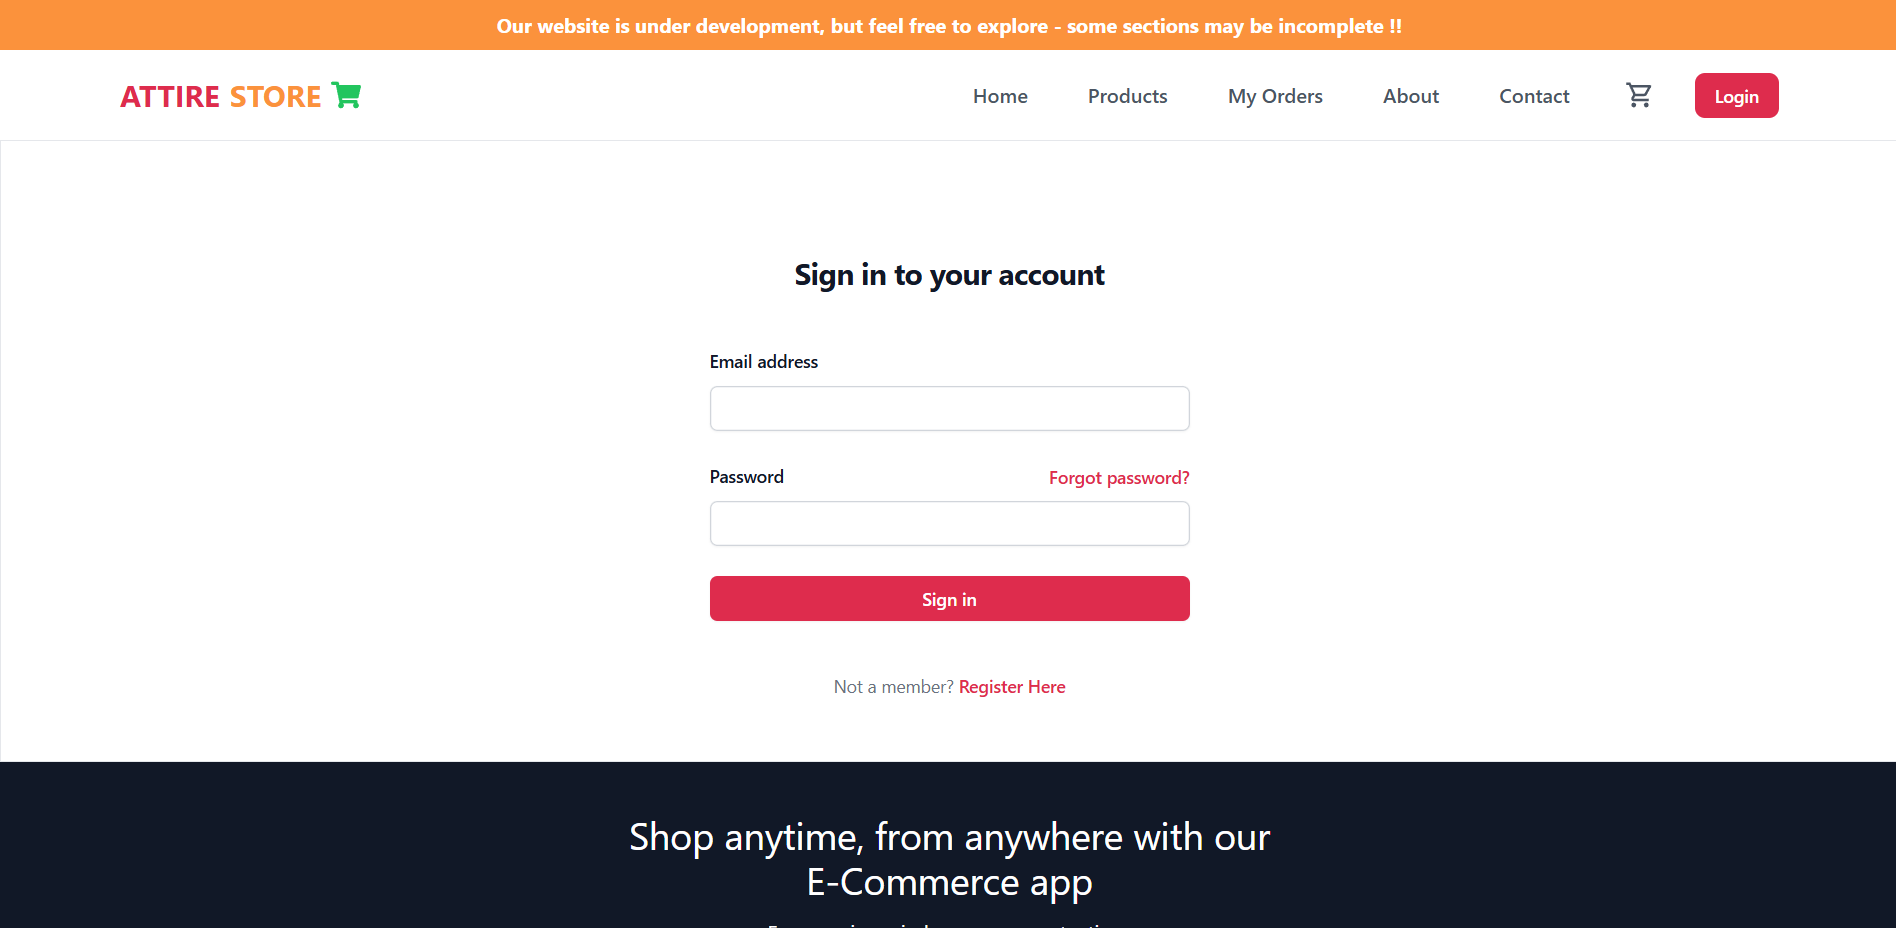 Our website is under development, but feel free to explore - some sections may be incomplete !!
ATTIRE STORE
Home
Products
My Orders
About
Contact
Login
Sign in to your account
Email address
Password
Forgot password?
Sign in
Not a member? Register Here
Shop anytime, from anywhere with our
E-Commerce app